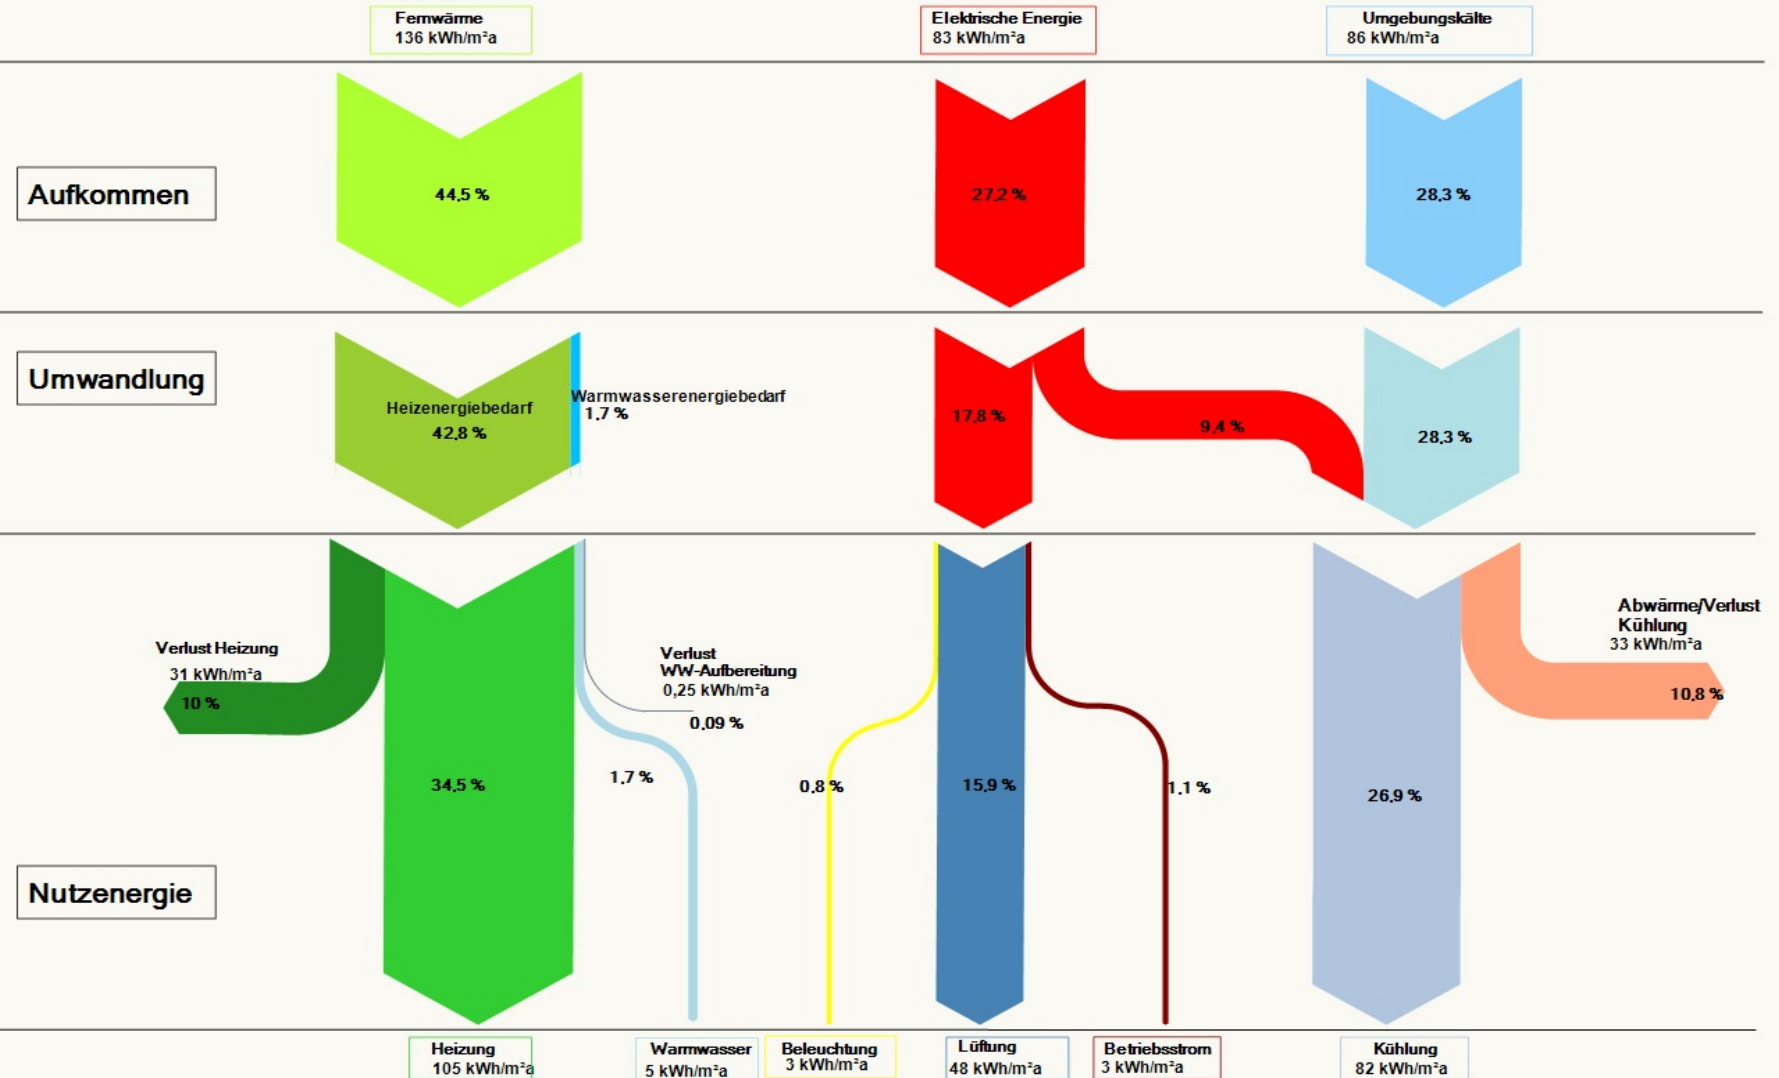 Fernwärme
136 kWh/m²a
Elektrische Energie
83 kWh/m²a
Umgebungskälte
86 kWh/m²a
Aufkommen
44,5 %
27,2 %
28,3 %
Umwandlung
Heizenergiebedarf
42,8 %
Warmwasserenergiebedarf
1,7 %
17,8 %
9,4 %
28,3 %
Verlust Heizung
31 kWh/m²a
10 %
Verlust
WW-Aufbereitung
0,25 kWh/m²a
0,09 %
Abwärme/Verlust
Kühlung
33 kWh/m²a
10,8 %
34,5 %
1,7 %
0,8 %
15,9 %
1,1 %
26,9 %
Nutzenergie
Heizung
105 kWh/m²a
Warmwasser
5 kWh/m²a
Beleuchtung
3 kWh/m²a
Lüftung
48 kWh/m²a
Betriebsstrom
3 kWh/m²a
Kühlung
82 kWh/m²a